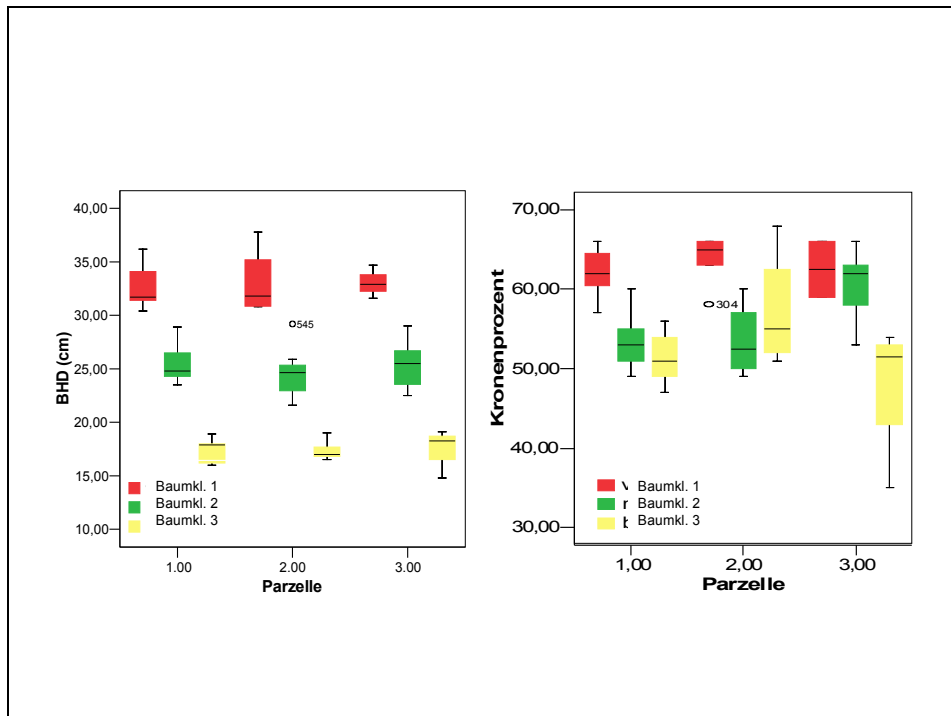 40,00
35,00
30,00
25,00
20,00
15,00
10,00
BHD (cm)
545
Baumkl. 1
Baumkl. 2
Baumkl. 3
1.00 2.00 3.00
Parzelle
70,00
60,00
50,00
40,00
30,00
Kronenprozent
304
Baumkl. 1
Baumkl. 2
Baumkl. 3
1,00 2,00 3,00
Parzelle